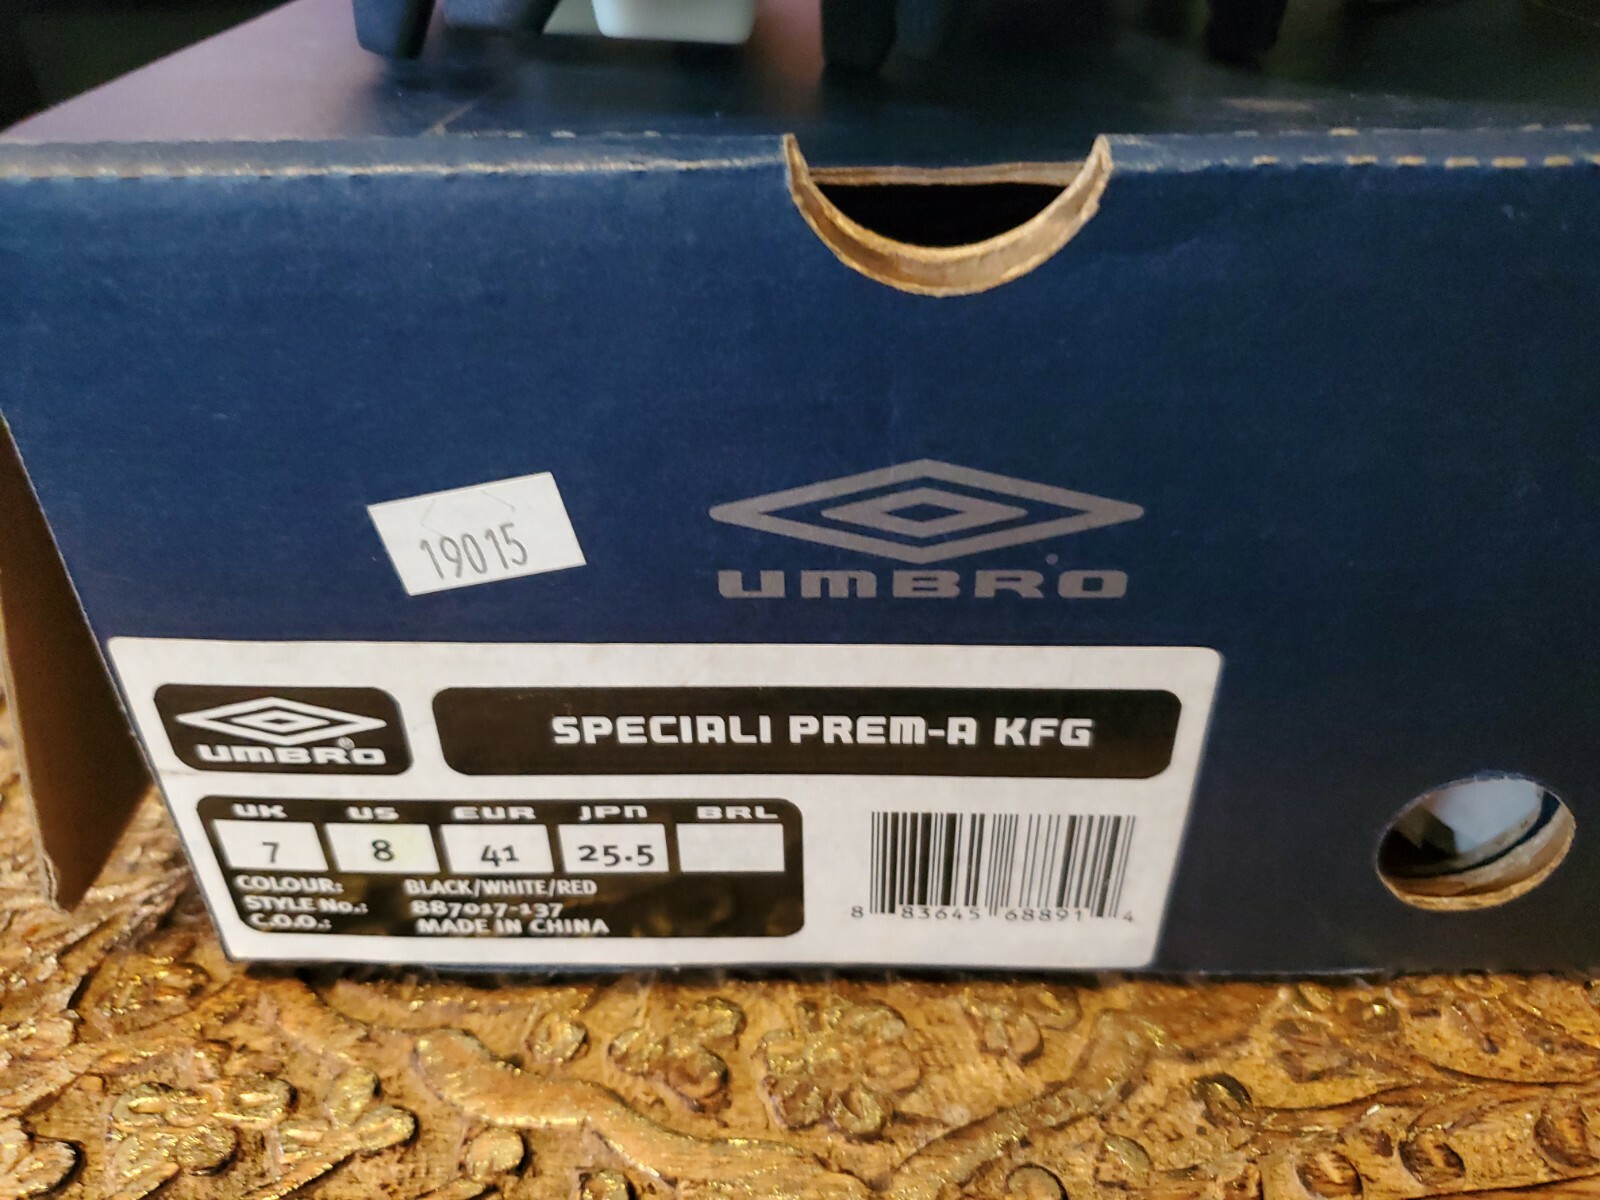 19015
UMBRO
UMBRO®
SPECIALI PREM-A KFG
UK US EUR JPN BRL
7 8 41 25.5
COLOUR: BLACK/WHITE/RED
STYLE No.: 887017-137
C.O.O.: MADE IN CHINA
8 83645 68891 4